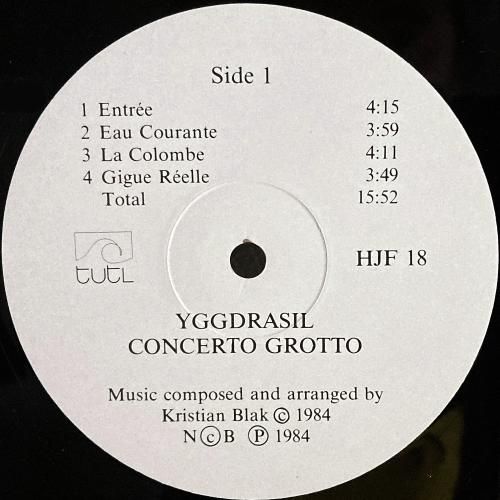 Side 1
1 Entrée 4:15
2 Eau Courante 3:59
3 La Colombe 4:11
4 Gigue Réelle 3:49
Total 15:52
tutl
HJF 18
YGGDRASIL
CONCERTO GROTTO
Music composed and arranged by
Kristian Blak © 1984
N©B ℗ 1984